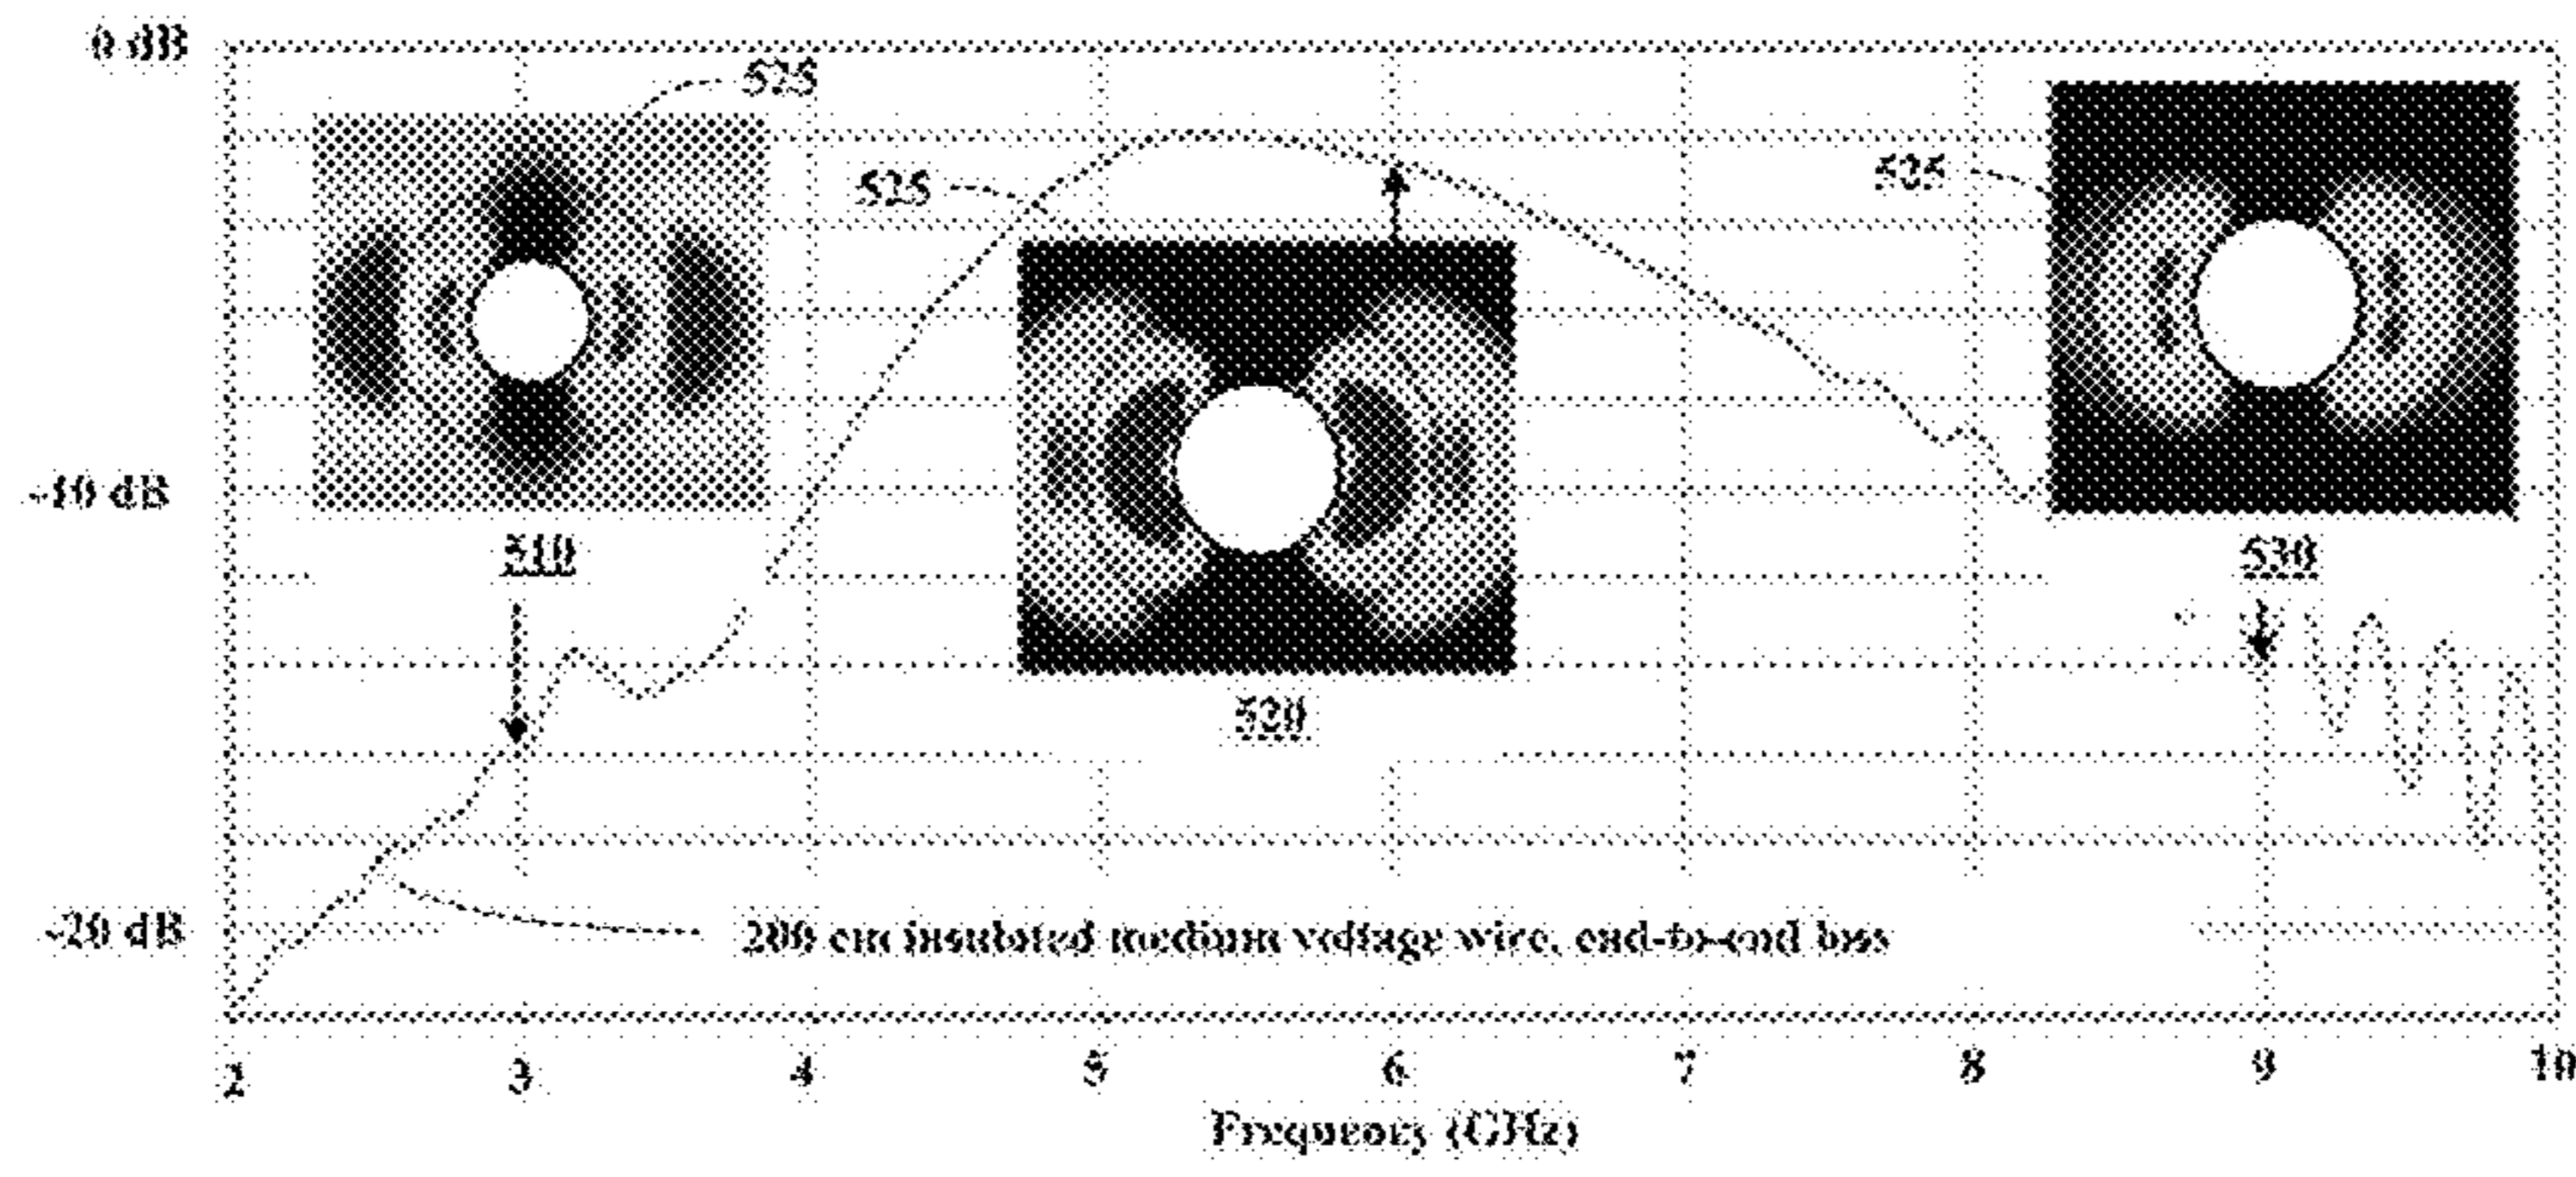 0 dB
525
525
525
-10 dB
510
530
520
-20 dB
200 cm insulated medium voltage wire, end-to-end loss
2 3 4 5 6 7 8 9 10
Frequency (GHz)